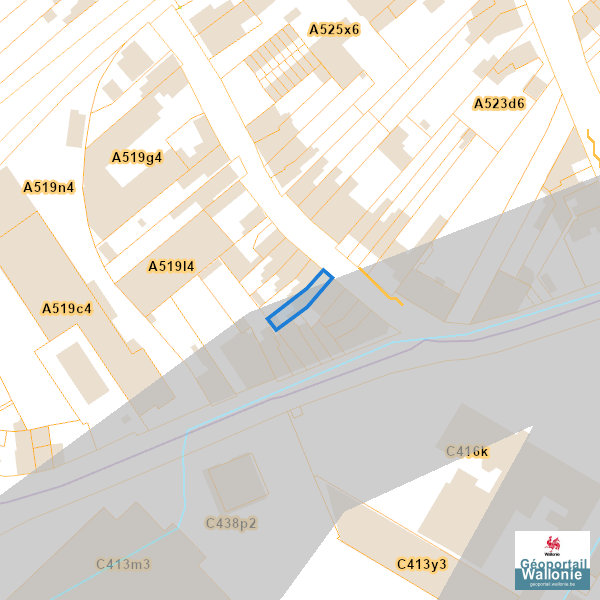 A525x6
A523d6
A519g4
A519n4
A519l4
A519c4
C416k
C438p2
C413m3
C413y3
Wallonie
Géoportail
Wallonie
geoportail.wallonie.be